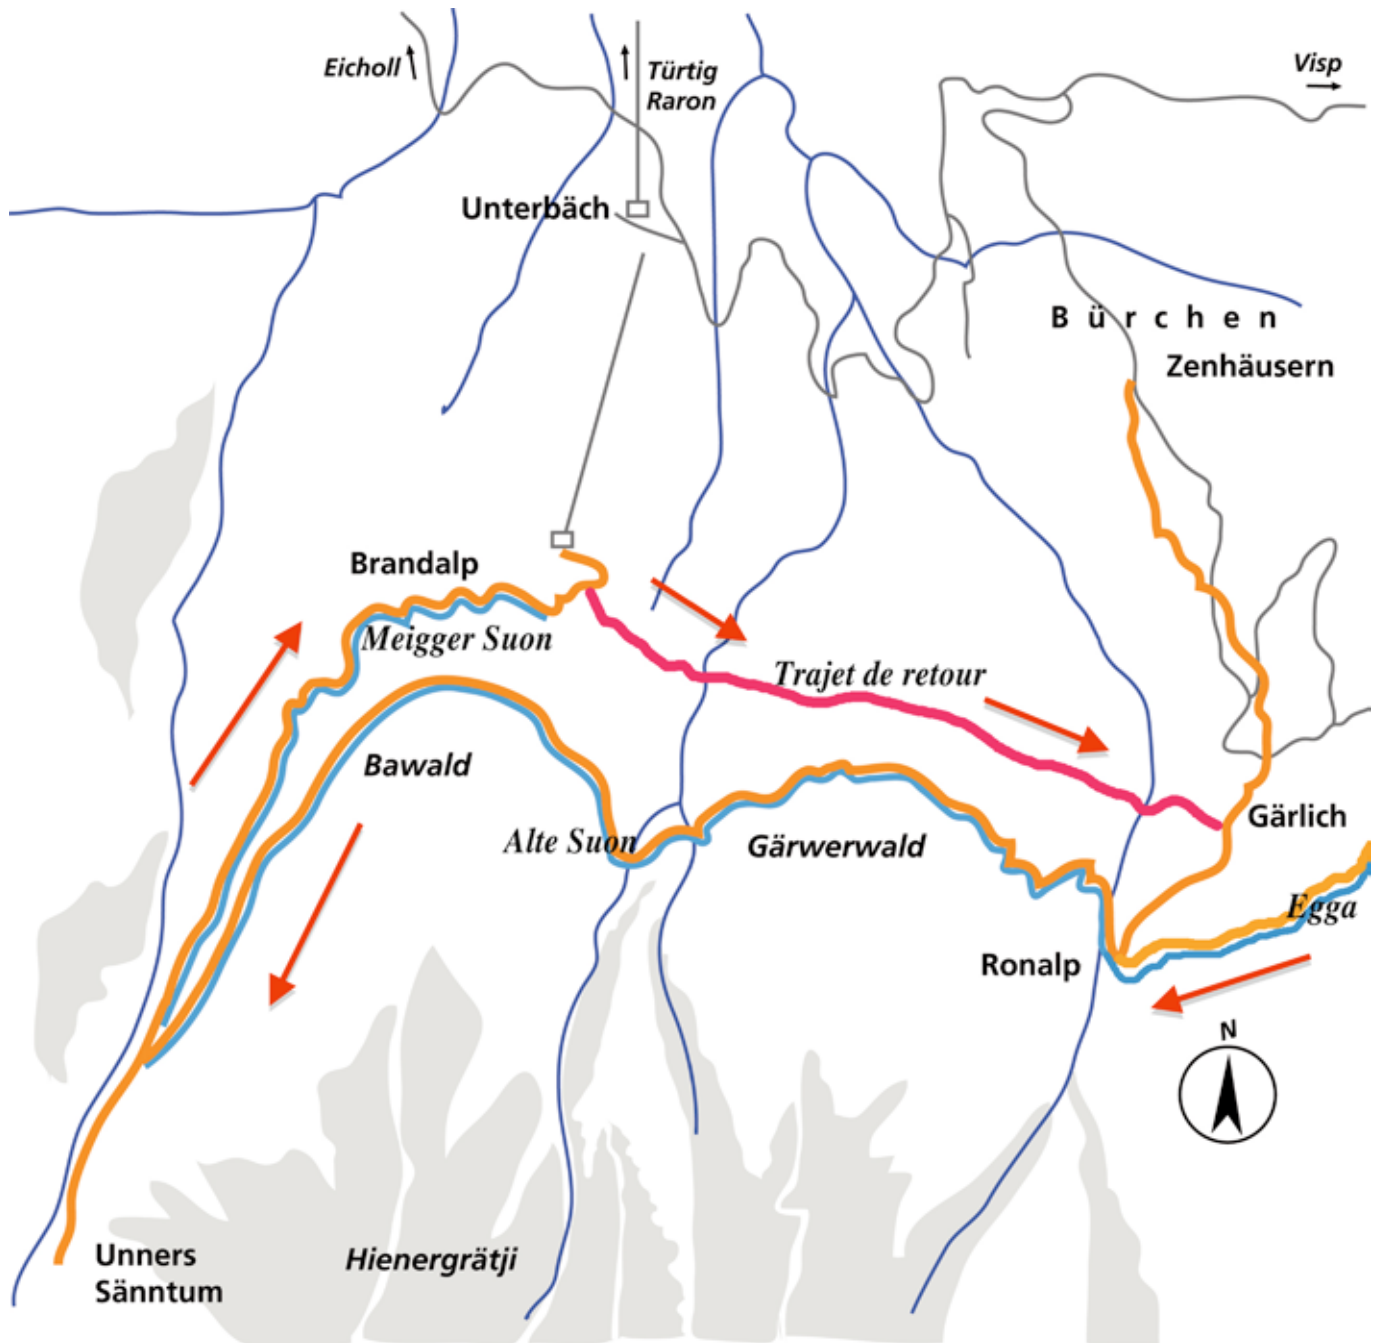 Eicholl
Türtig
Raron
Visp
Unterbäch
Bürchen
Zenhäusern
Brandalp
Meigger Suon
Trajet de retour
Bawald
Alte Suon
Gärwerwald
Gärlich
Egga
Ronalp
N
Unners
Sänntum
Hienergrätji